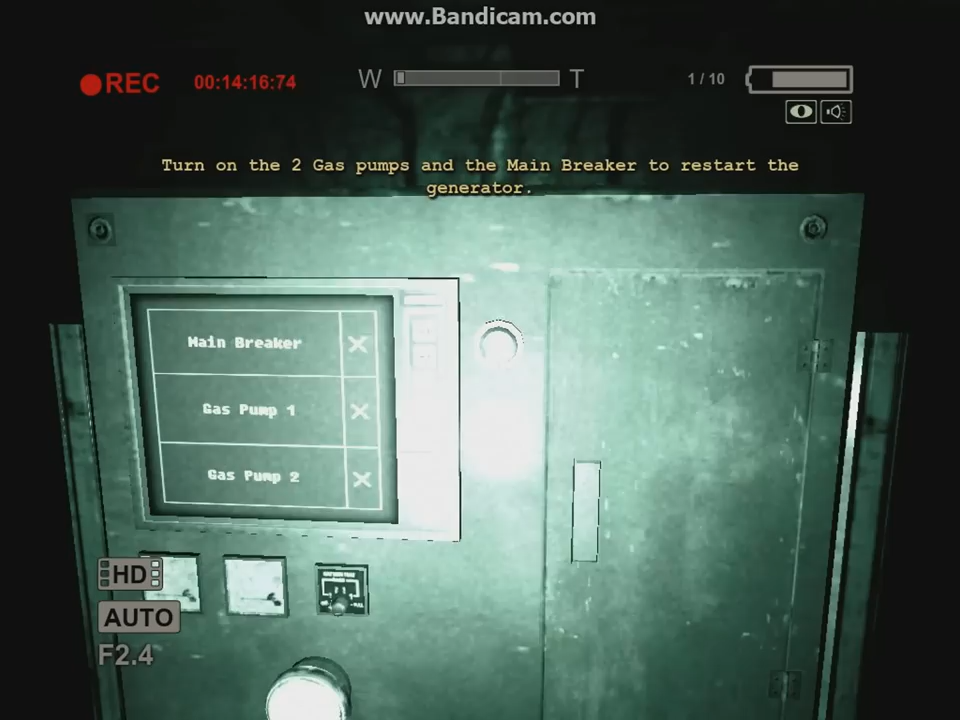 www.Bandicam.com
REC 00:14:16:74 W T 1 / 10
Turn on the 2 Gas pumps and the Main Breaker to restart the
generator.
Main Breaker X
Gas Pump 1 X
Gas Pump 2 X
HD
AUTO
F2.4